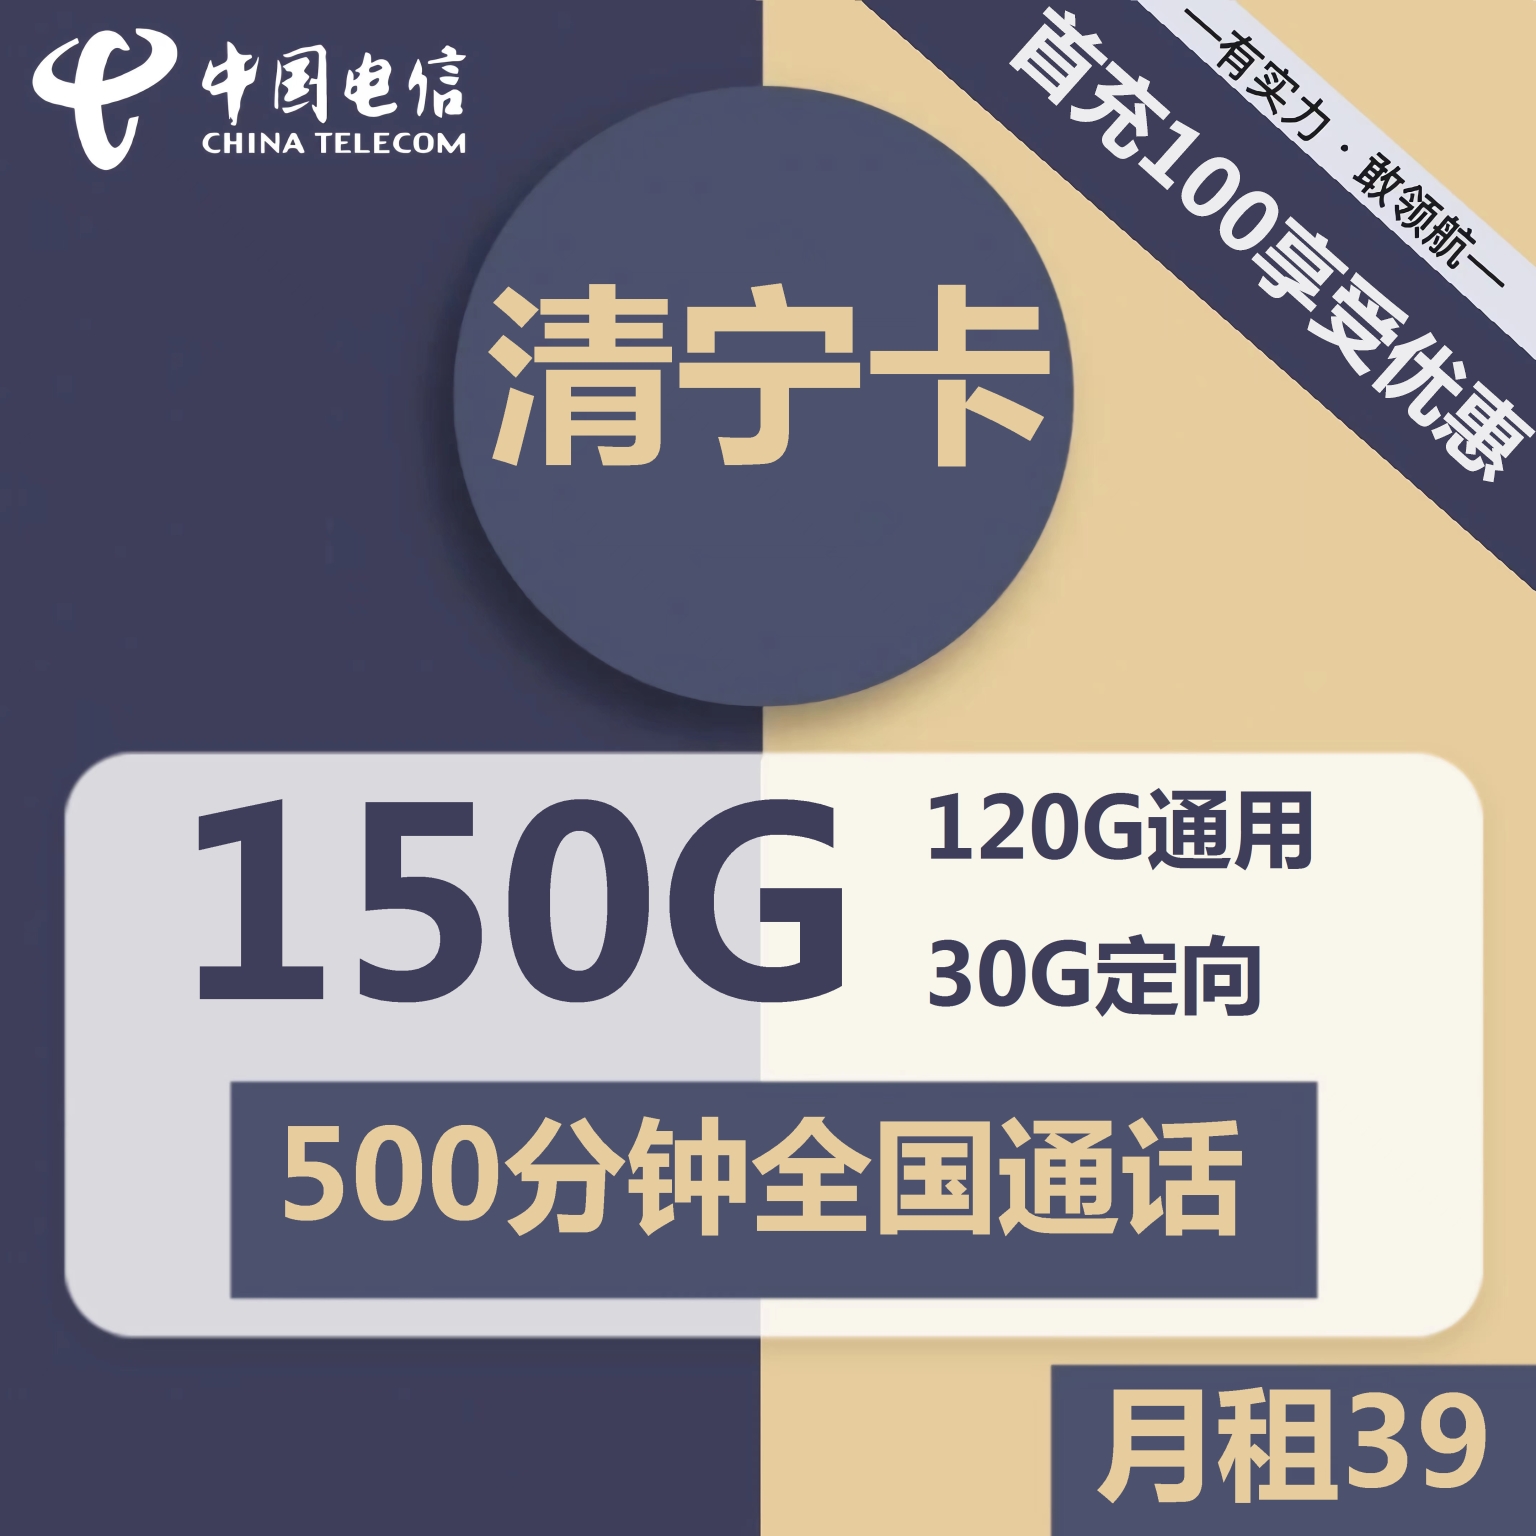 中国电信
CHINA TELECOM
一有实力·敢领航一
首充100享受优惠
清宁卡
150G
120G通用
30G定向
500分钟全国通话
月租39